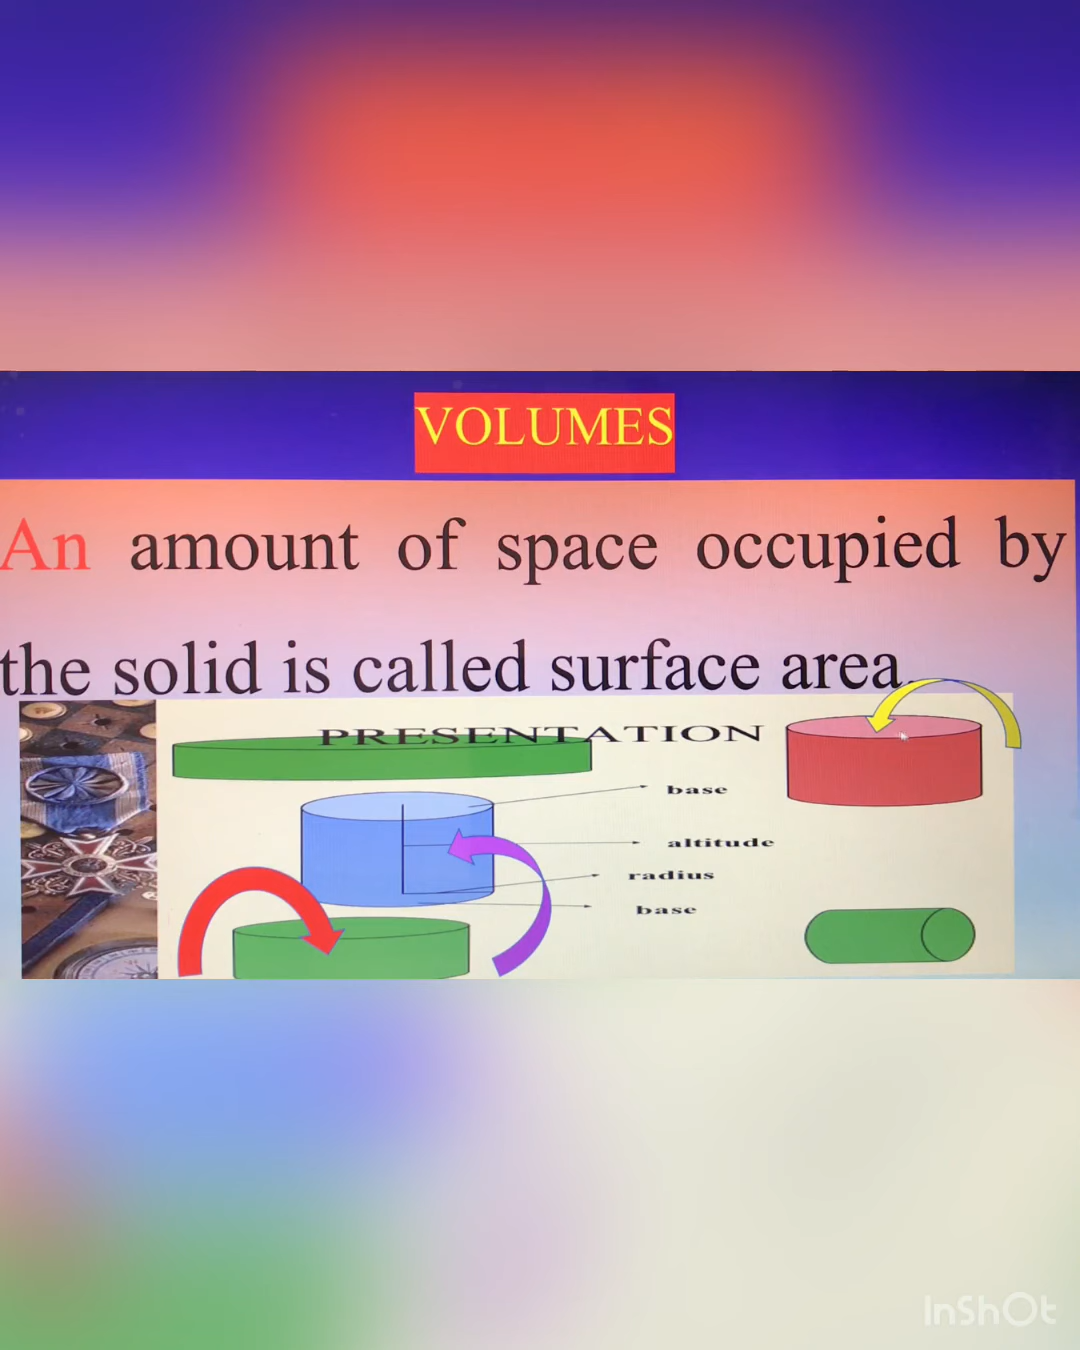 VOLUMES
An amount of space occupied by
the solid is called surface area.
PRESENTATION
base
altitude
radius
base
InShOt